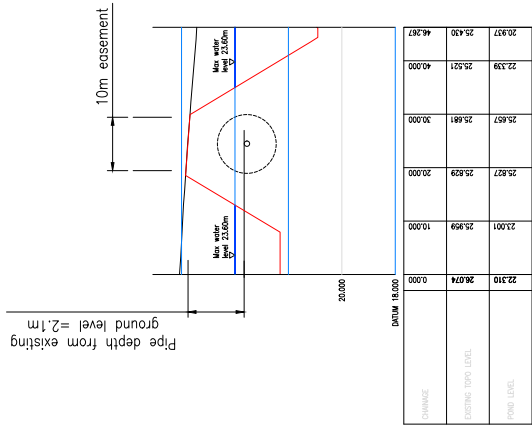 10m easement
Max water
level 23.60m
Max water
level 23.60m
Pipe depth from existing
ground level =2.1m
20.000
DATUM 18.000
CHAINAGE 0.000 10.000 20.000 30.000 40.000 46.267
EXISTING TOPO LEVEL 26.074 25.959 25.829 25.681 25.521 25.430
POND LEVEL 22.310 23.001 25.827 25.657 22.339 20.937